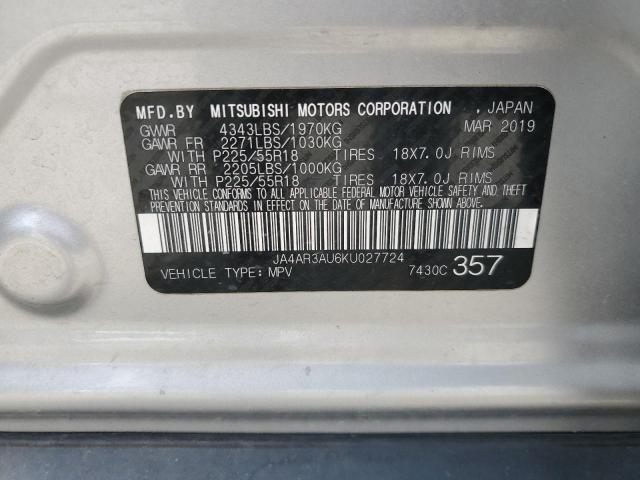 MFD.BY MITSUBISHI MOTORS CORPORATION , JAPAN
GVWR 4343LBS/1970KG MAR 2019
GAWR FR 2271LBS/1030KG
WITH P225/55R18 TIRES 18X7.0J RIMS
GAWR RR 2205LBS/1000KG
WITH P225/55R18 TIRES 18X7.0J RIMS
THIS VEHICLE CONFORMS TO ALL APPLICABLE FEDERAL MOTOR VEHICLE SAFETY AND THEFT
PREVENTION STANDARDS IN EFFECT ON THE DATE OF MANUFACTURE SHOWN ABOVE.
JA4AR3AU6KU027724
VEHICLE TYPE:MPV 7430C 357